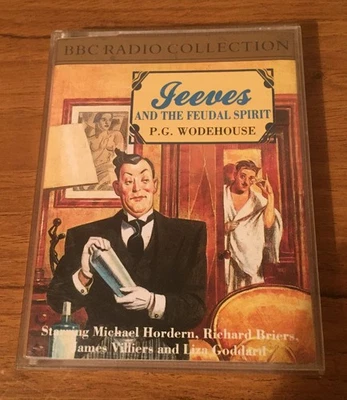 BBC RADIO COLLECTION
Jeeves
AND THE FEUDAL SPIRIT
P.G. WODEHOUSE
Starring Michael Hordern, Richard Briers,
James Villiers and Liza Goddard